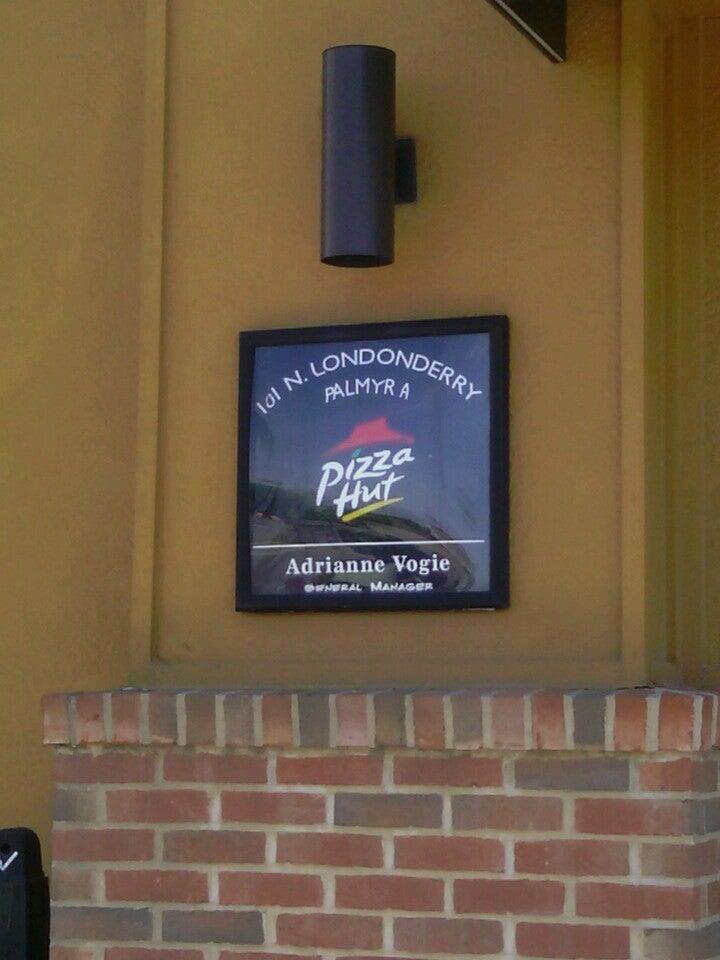 101 N. LONDONDERRY
PALMYRA
Pizza
Hut
Adrianne Vogie
GENERAL MANAGER